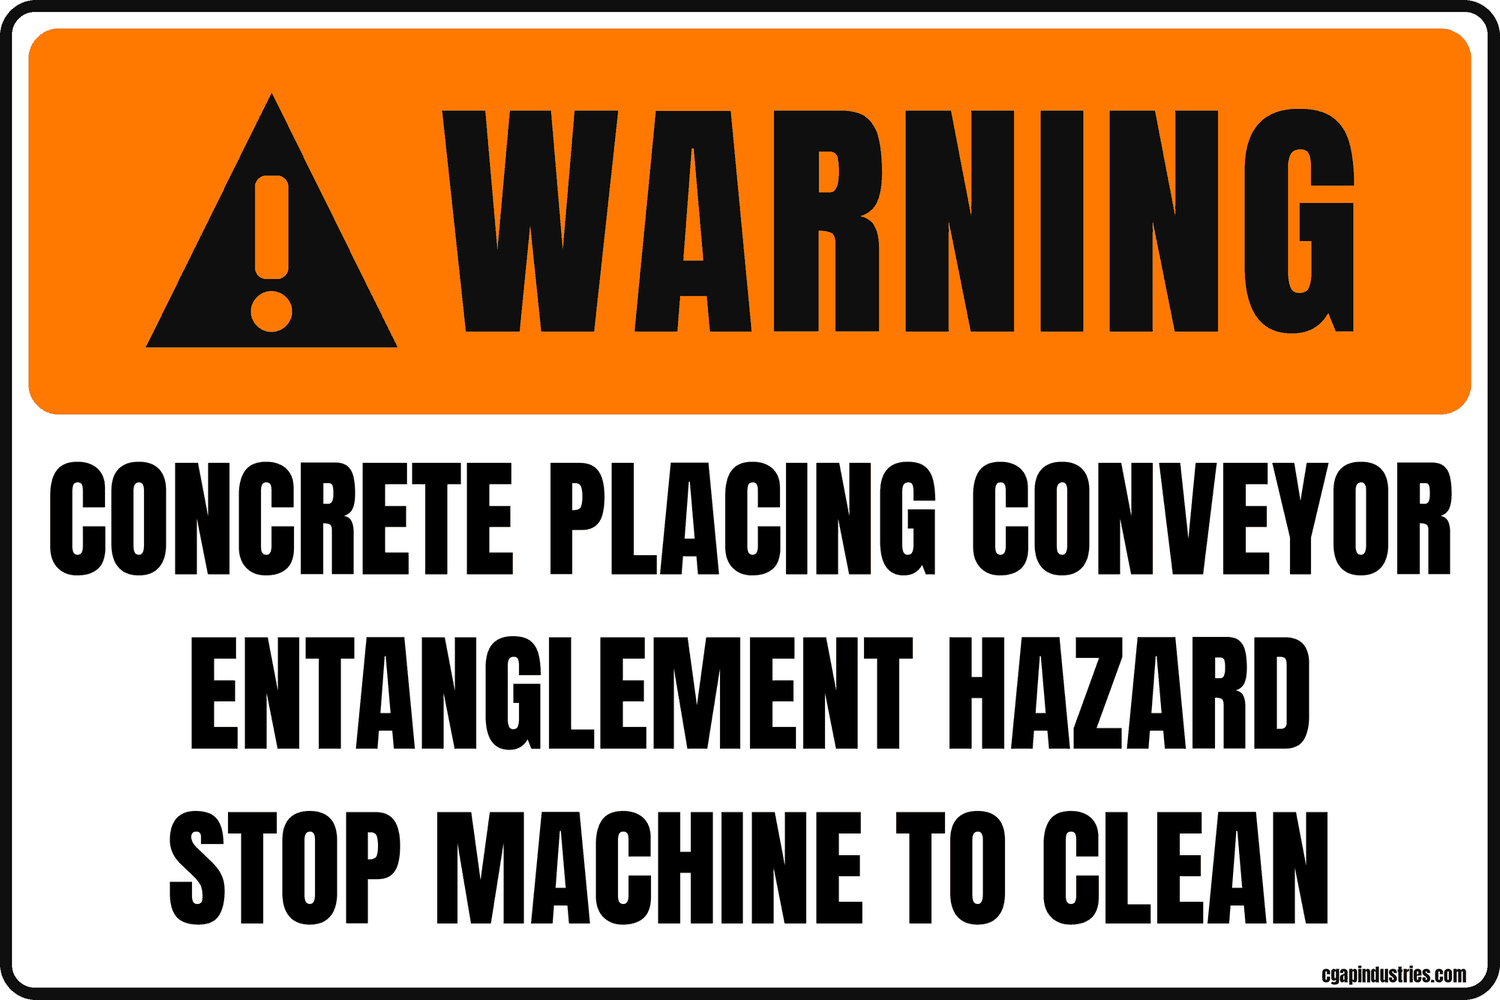 WARNING
CONCRETE PLACING CONVEYOR
ENTANGLEMENT HAZARD
STOP MACHINE TO CLEAN
cgapindustries.com